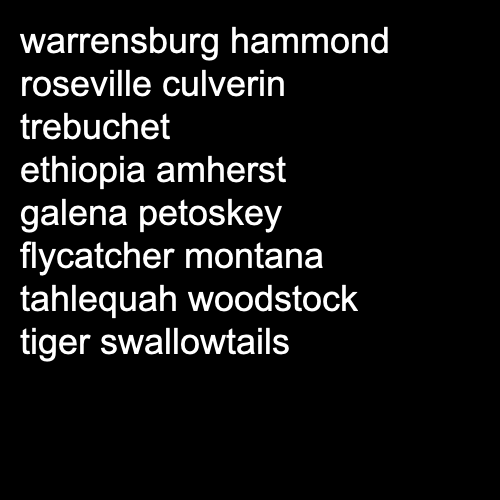 warrensburg hammond
roseville culverin
trebuchet
ethiopia amherst
galena petoskey
flycatcher montana
tahlequah woodstock
tiger swallowtails